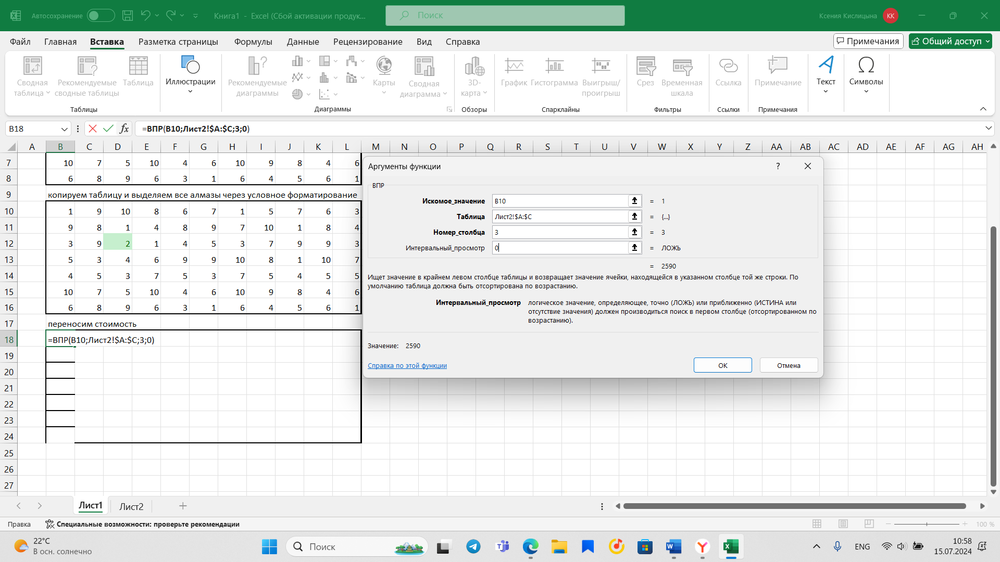 Автосохранение
Книга1 - Excel (Сбой активации продук...
Поиск
Ксения Кислицына КК
Файл Главная Вставка Разметка страницы Формулы Данные Рецензирование Вид Справка
Примечания Общий доступ
Сводная таблица
Рекомендуемые сводные таблицы
Таблица
Иллюстрации
Рекомендуемые диаграммы
Карты
Сводная диаграмма
3D-карта
График
Гистограмма
Выигрыш/проигрыш
Срез
Временная шкала
Ссылка
Примечание
Текст
Символы
Таблицы Диаграммы Обзоры Спарклайны Фильтры Ссылки Примечания
B18 fx =ВПР(B10;Лист2!$A:$C;3;0)
A B C D E F G H I J K L M N O P Q R S T U V W X Y Z AA AB AC AD AE AF AG AH
7 10 7 5 10 4 6 10 9 8 4 6
8 6 8 9 6 3 1 6 4 5 6 1
9 копируем таблицу и выделяем все алмазы через условное форматирование
10 1 9 10 8 6 7 1 5 7 6 3
11 9 8 1 4 8 9 7 10 1 8 4
12 3 9 2 1 4 5 3 7 9 9 3
13 5 3 4 6 9 9 10 8 1 10 7
14 4 5 3 7 5 3 7 5 4 5 5
15 10 7 5 10 4 6 10 9 8 4 6
16 6 8 9 6 3 1 6 4 5 6 1
17 переносим стоимость
18 =ВПР(B10;Лист2!$A:$C;3;0)
19
20
21
22
23
24
25
26
27
Аргументы функции ?
ВПР
Искомое_значение B10 = 1
Таблица Лист2!$A:$C = {...}
Номер_столбца 3 = 3
Интервальный_просмотр 0 = ЛОЖЬ
= 2590
Ищет значение в крайнем левом столбце таблицы и возвращает значение ячейки, находящейся в указанном столбце той же строки. По
умолчанию таблица должна быть отсортирована по возрастанию.
Интервальный_просмотр логическое значение, определяющее, точно (ЛОЖЬ) или приближенно (ИСТИНА или
отсутствие значения) должен производиться поиск в первом столбце (отсортированном по
возрастанию).
Значение: 2590
Справка по этой функции
ОК Отмена
Лист1 Лист2
Правка Специальные возможности: проверьте рекомендации 100 %
22°C
В осн. солнечно
Поиск
ENG
10:58
15.07.2024